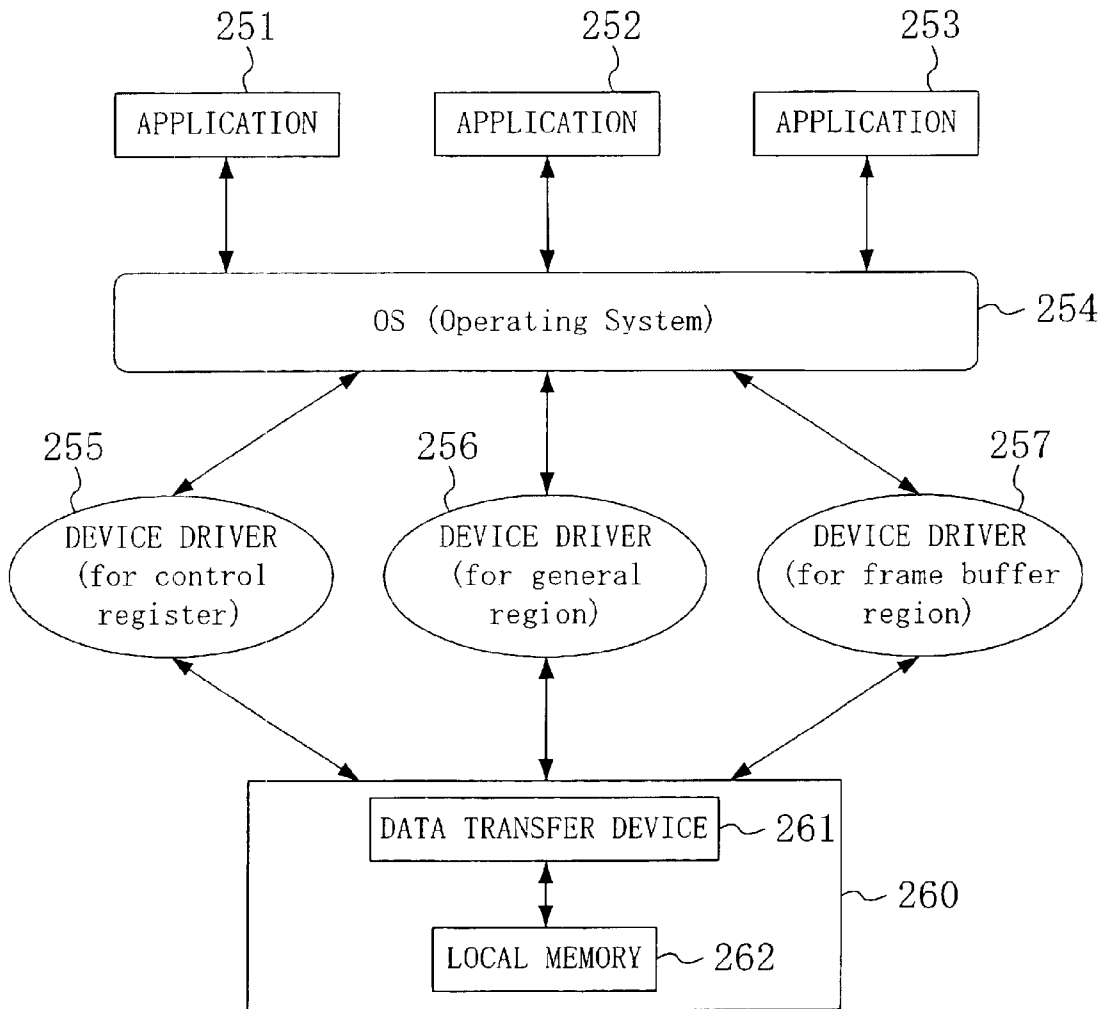 251
252
253
APPLICATION
APPLICATION
APPLICATION
OS (Operating System)
254
255
256
257
DEVICE DRIVER
(for control
register)
DEVICE DRIVER
(for general
region)
DEVICE DRIVER
(for frame buffer
region)
DATA TRANSFER DEVICE
261
260
LOCAL MEMORY
262